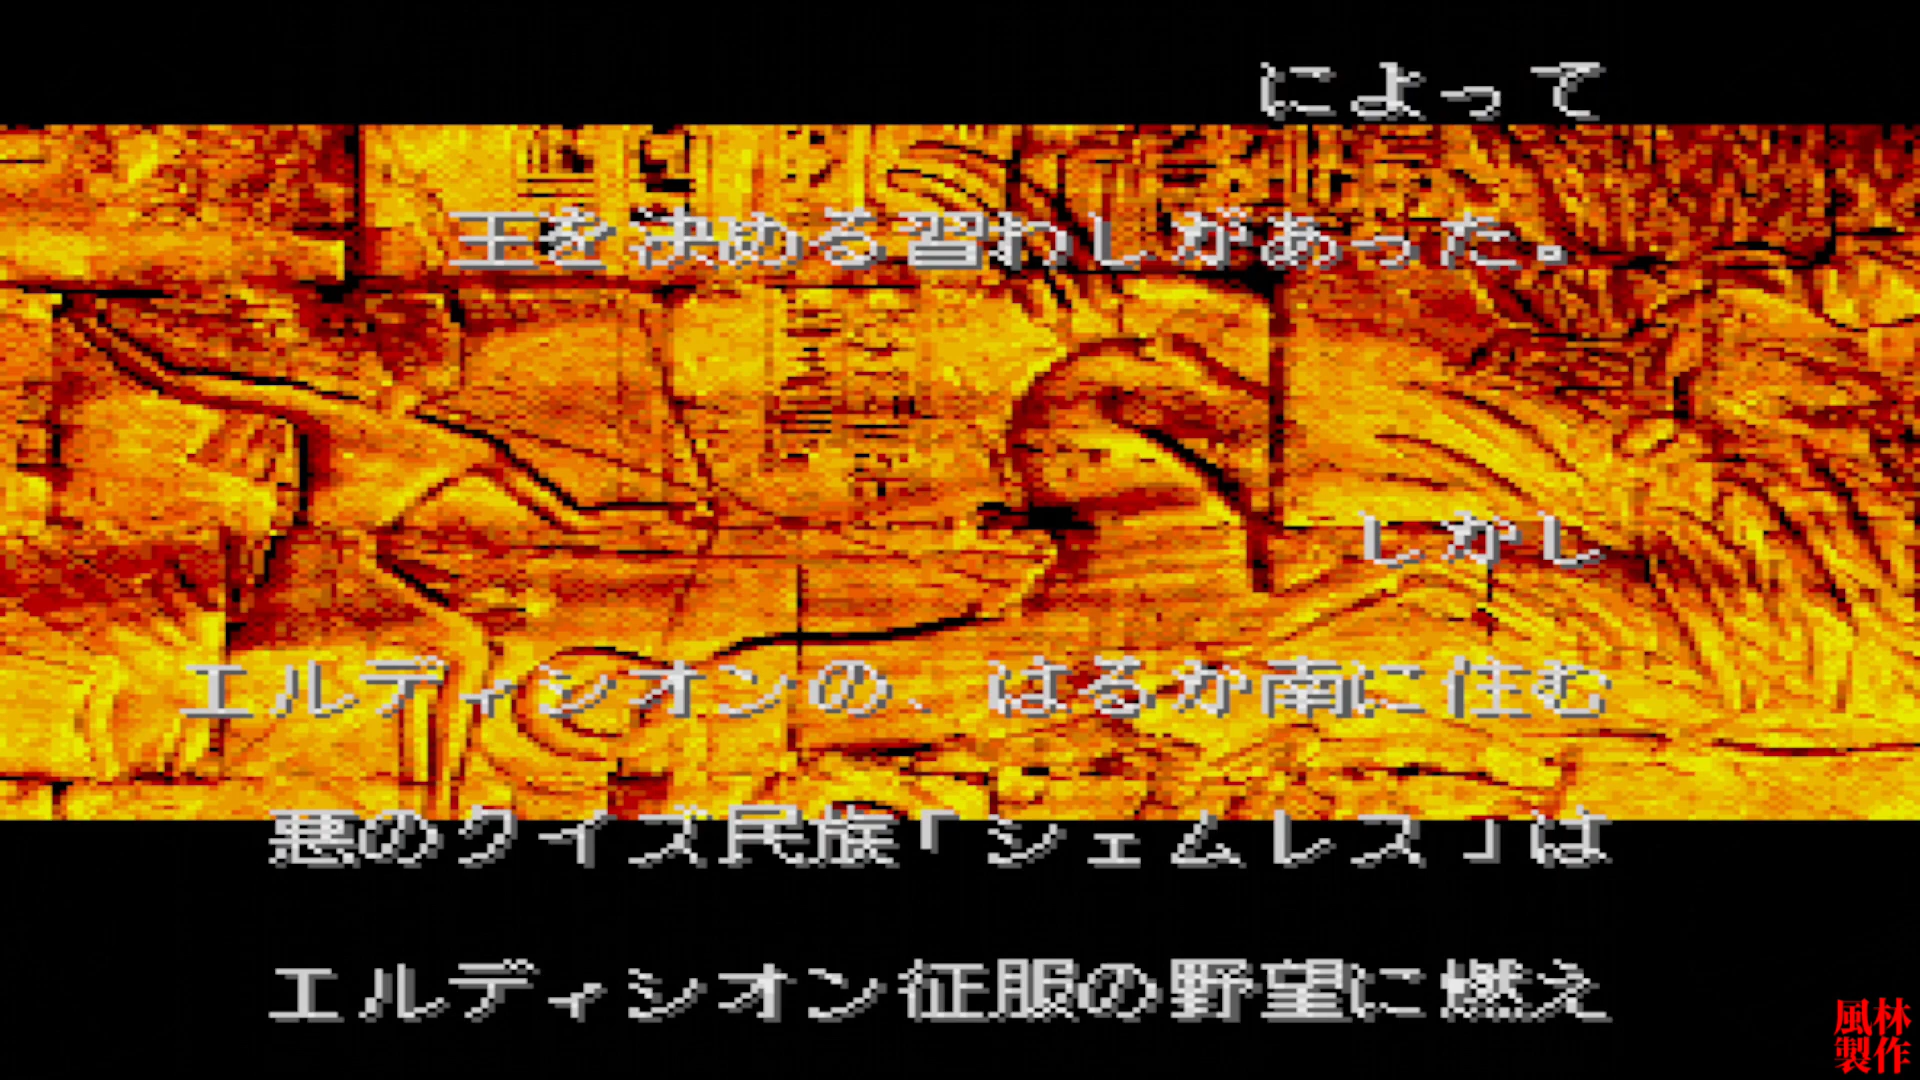 によって
王を決める習わしがあった。
しかし
エルディシオンの、はるか南に住む
悪のクイズ民族「シェムレス」は
エルディシオン征服の野望に燃え
風林
製作